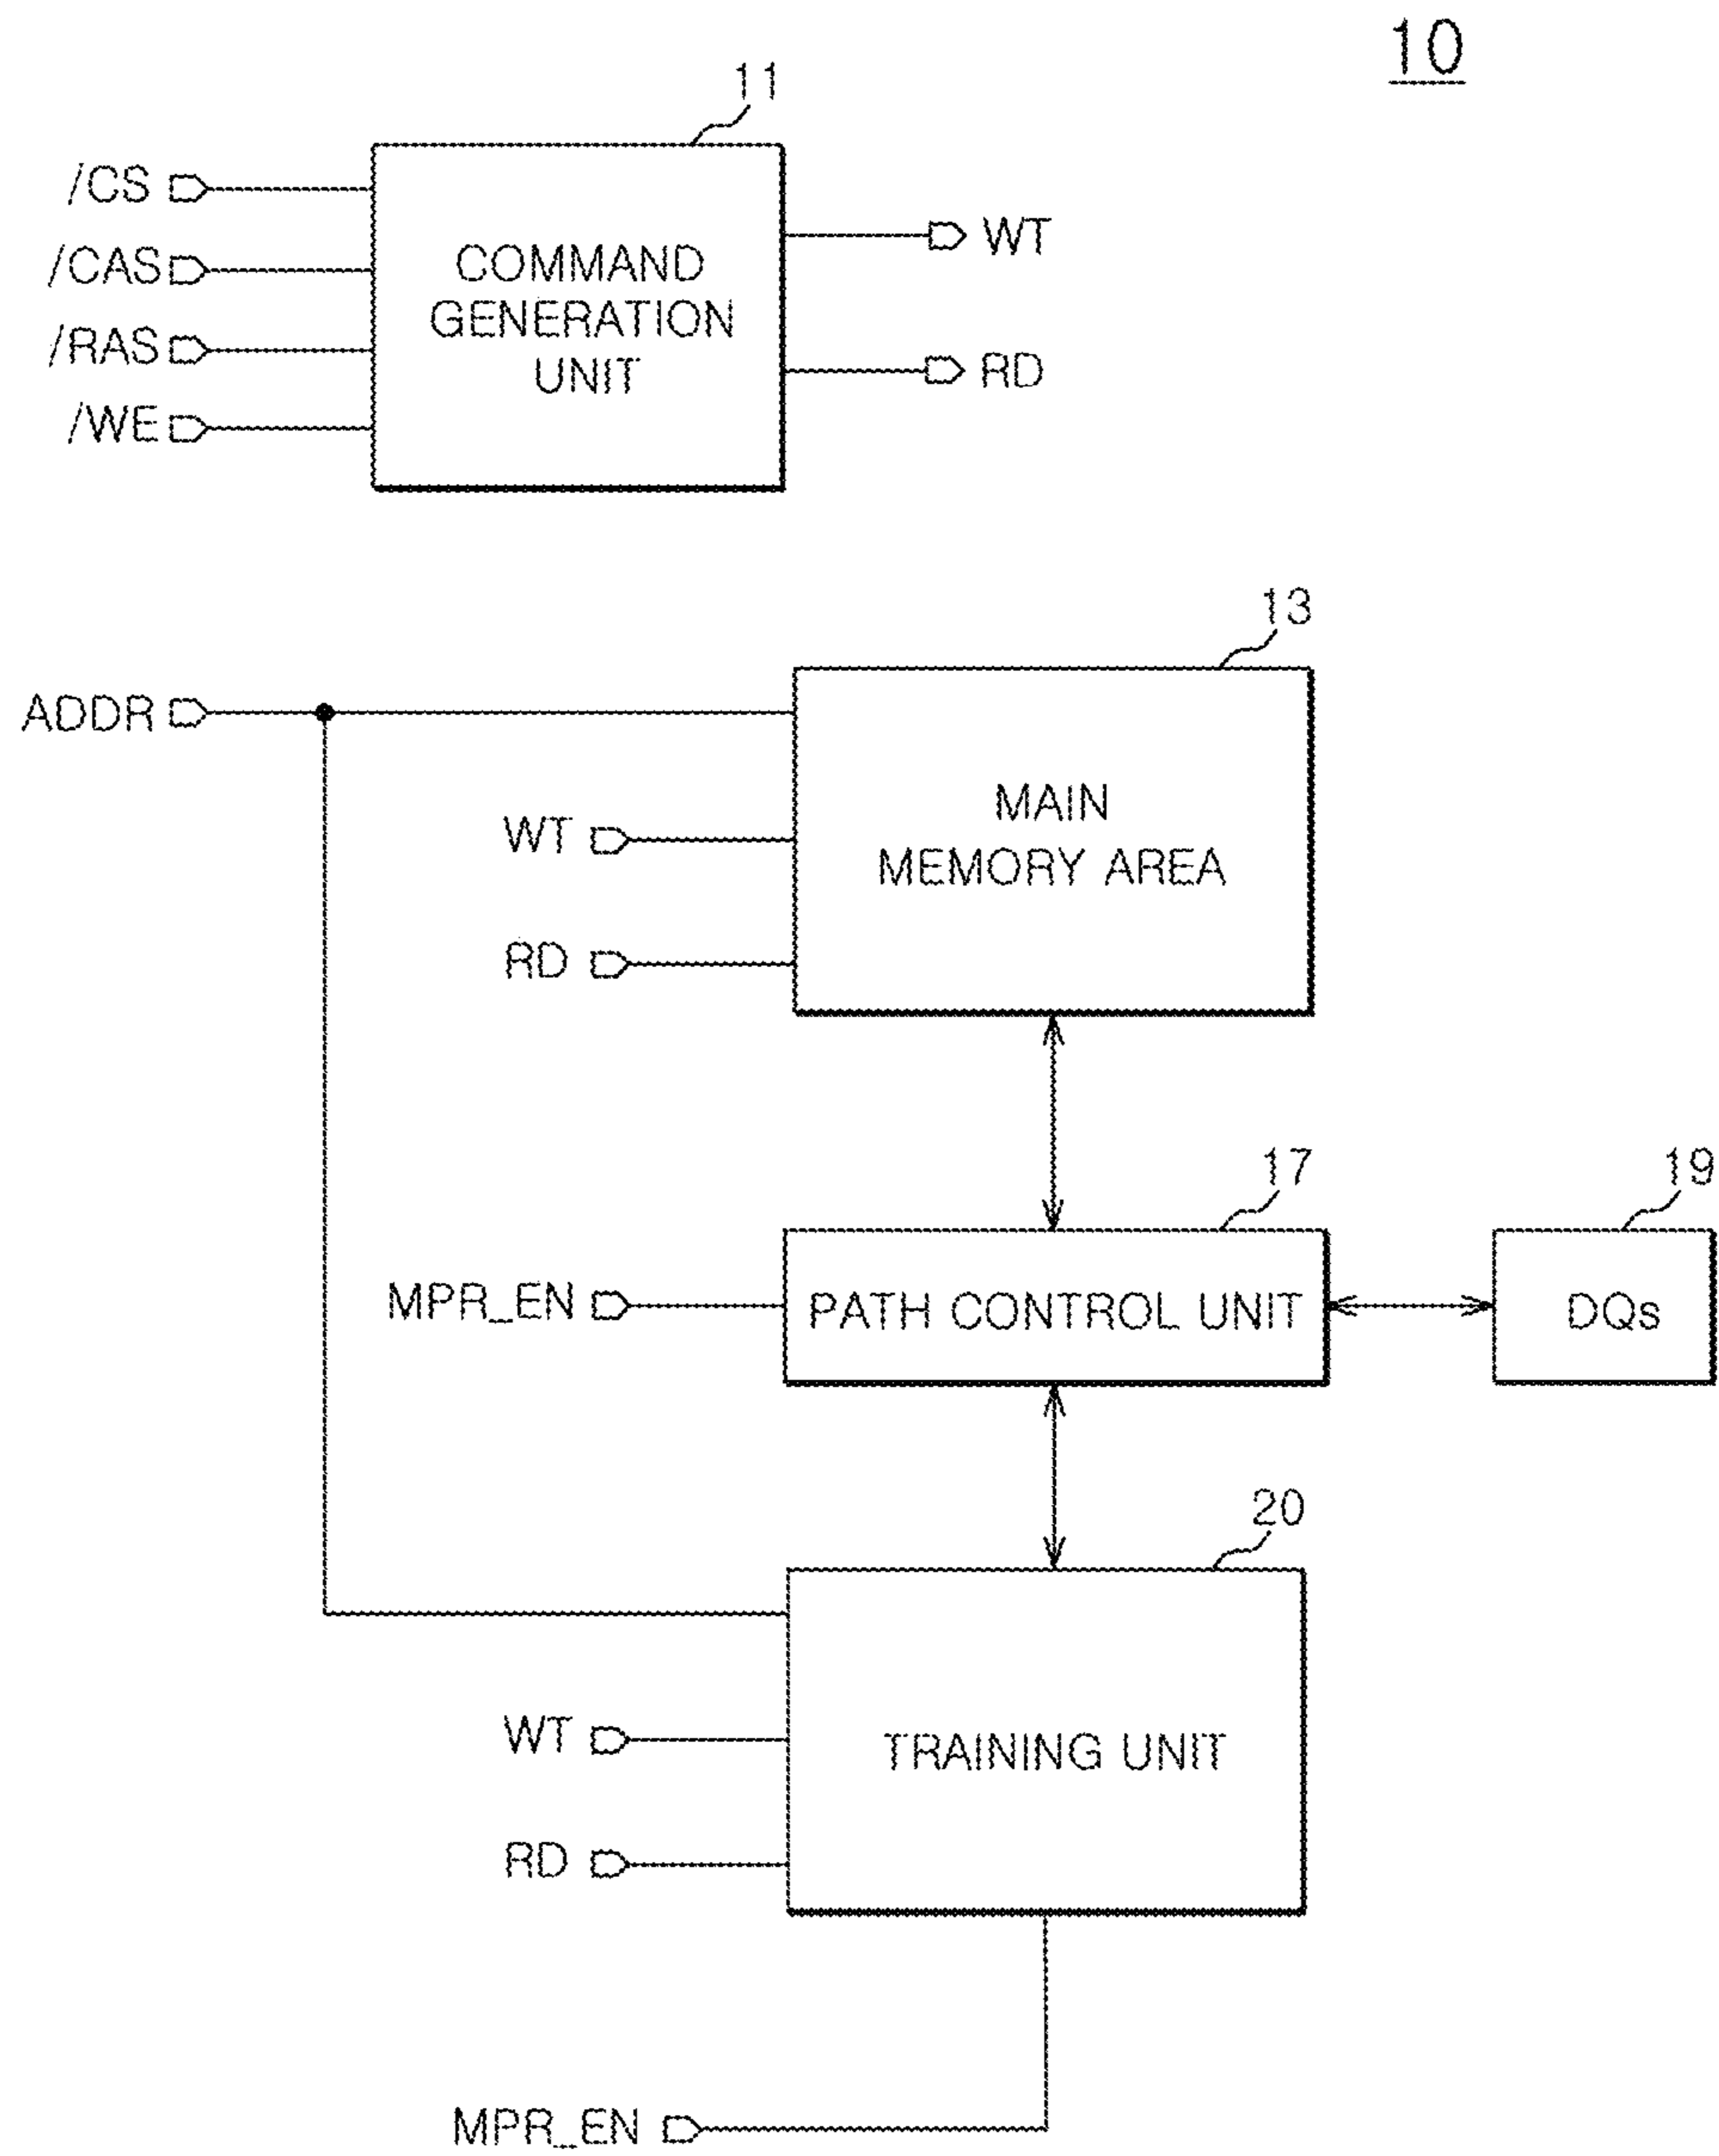 10
11
/CS
/CAS
/RAS
/WE
COMMAND
GENERATION
UNIT
WT
RD
13
ADDR
WT
RD
MAIN
MEMORY AREA
17
19
MPR_EN
PATH CONTROL UNIT
DQs
20
WT
RD
TRAINING UNIT
MPR_EN